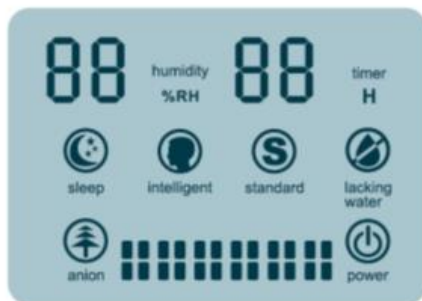 88 humidity %RH 88 timer H
sleep intelligent S standard lacking water
anion power